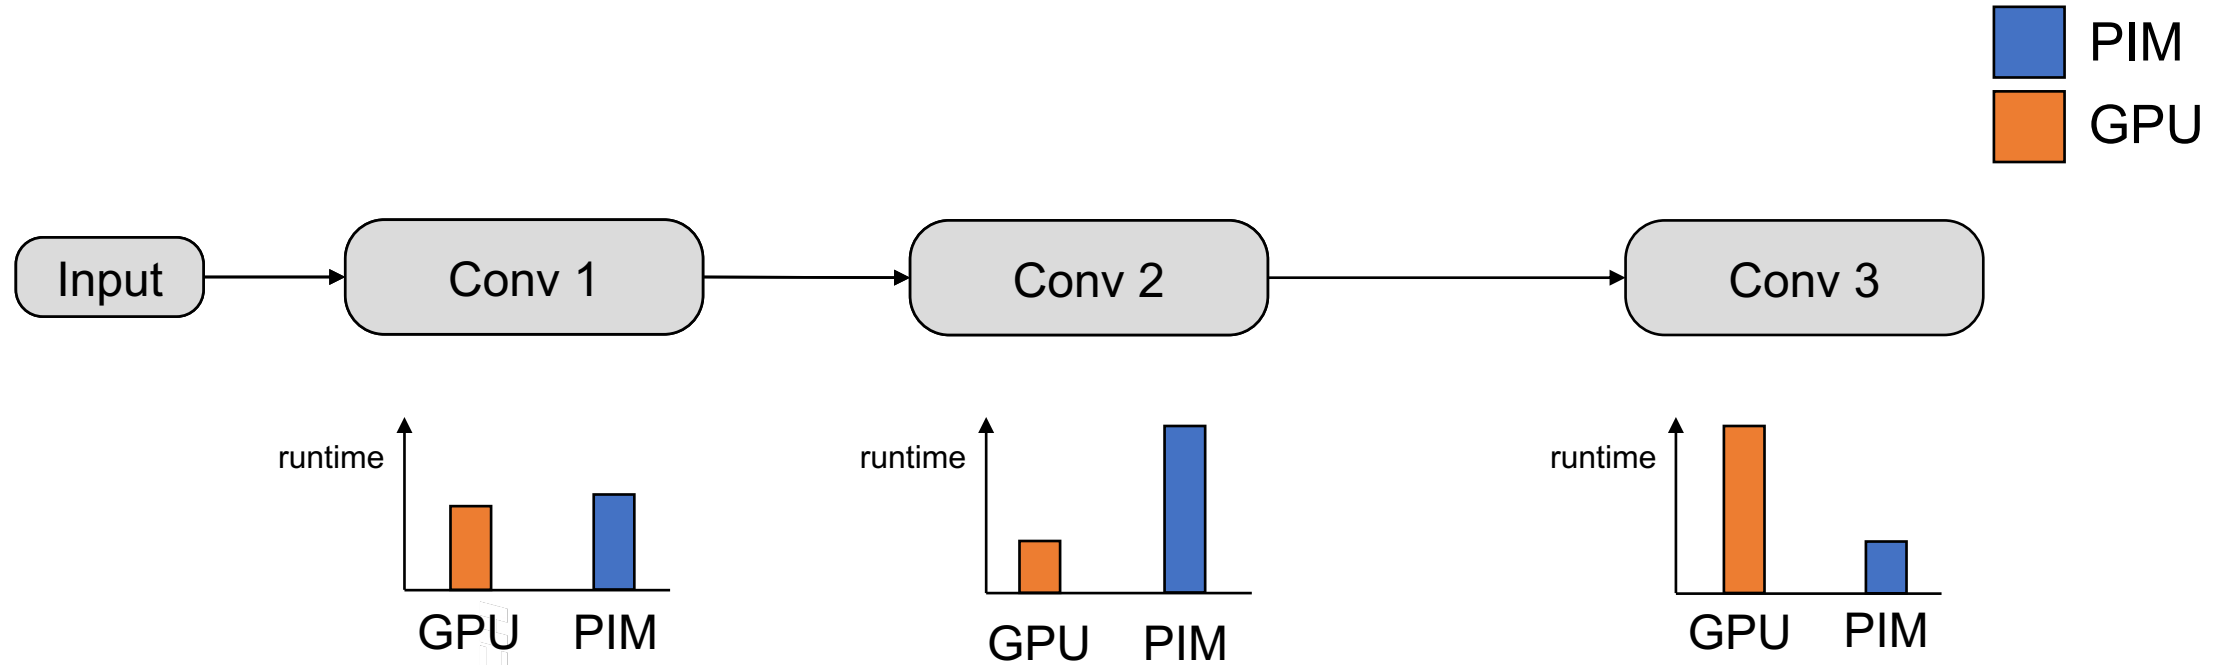 PIM
GPU
Input
Conv 1
Conv 2
Conv 3
runtime
GPU
PIM
runtime
GPU
PIM
runtime
GPU
PIM